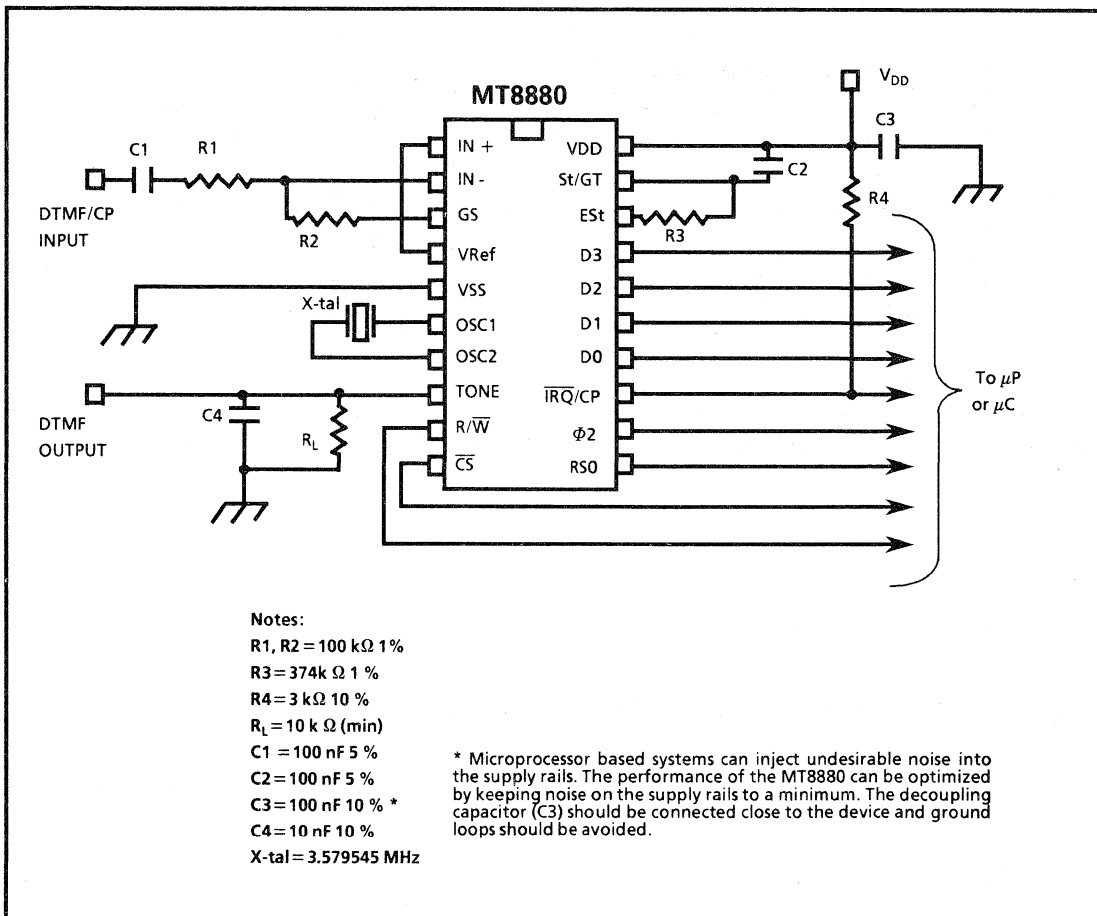 MT8880
V_DD
C3
C1
R1
IN +
VDD
C2
IN -
St/GT
R4
DTMF/CP
INPUT
R2
GS
ESt
R3
VRef
D3
VSS
D2
X-tal
OSC1
D1
OSC2
D0
To μP
or μC
TONE
I̅R̅Q̅/CP
DTMF
OUTPUT
C4
R_L
R/W̅
Φ2
C̅S̅
RS0
Notes:
R1, R2 = 100 kΩ 1%
R3 = 374k Ω 1 %
R4 = 3 kΩ 10 %
R_L = 10 k Ω (min)
C1 = 100 nF 5 %
C2 = 100 nF 5 %
C3 = 100 nF 10 % *
C4 = 10 nF 10 %
X-tal = 3.579545 MHz
* Microprocessor based systems can inject undesirable noise into
the supply rails. The performance of the MT8880 can be optimized
by keeping noise on the supply rails to a minimum. The decoupling
capacitor (C3) should be connected close to the device and ground
loops should be avoided.